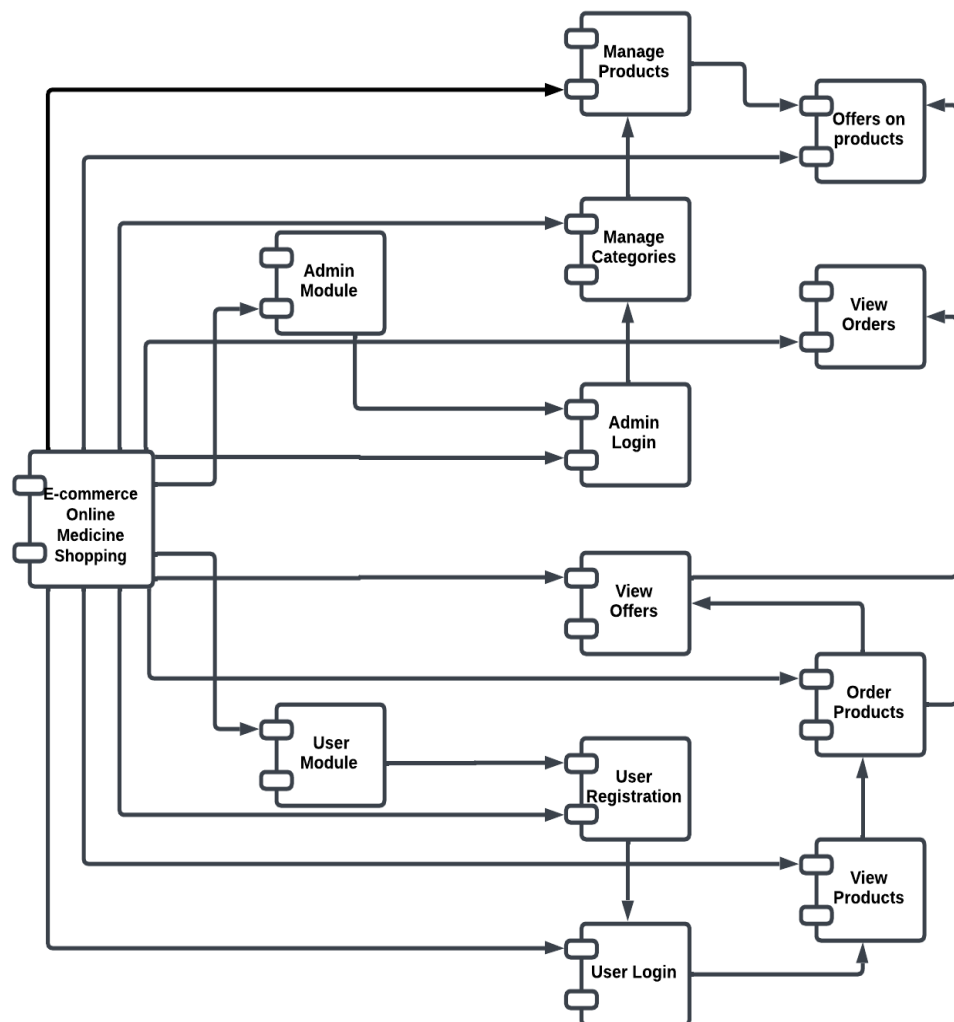 Manage
Products
Offers on
products
Manage
Categories
Admin
Module
View
Orders
Admin
Login
E-commerce
Online
Medicine
Shopping
View
Offers
Order
Products
User
Module
User
Registration
View
Products
User Login